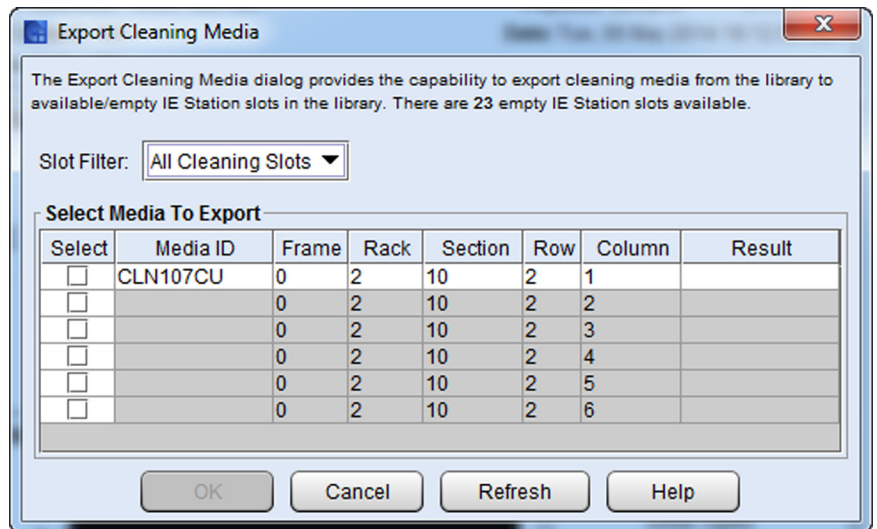 Export Cleaning Media
The Export Cleaning Media dialog provides the capability to export cleaning media from the library to
available/empty IE Station slots in the library. There are 23 empty IE Station slots available.
Slot Filter: All Cleaning Slots
Select Media To Export
Select Media ID Frame Rack Section Row Column Result
CLN107CU 0 2 10 2 1
0 2 10 2 2
0 2 10 2 3
0 2 10 2 4
0 2 10 2 5
0 2 10 2 6
OK Cancel Refresh Help